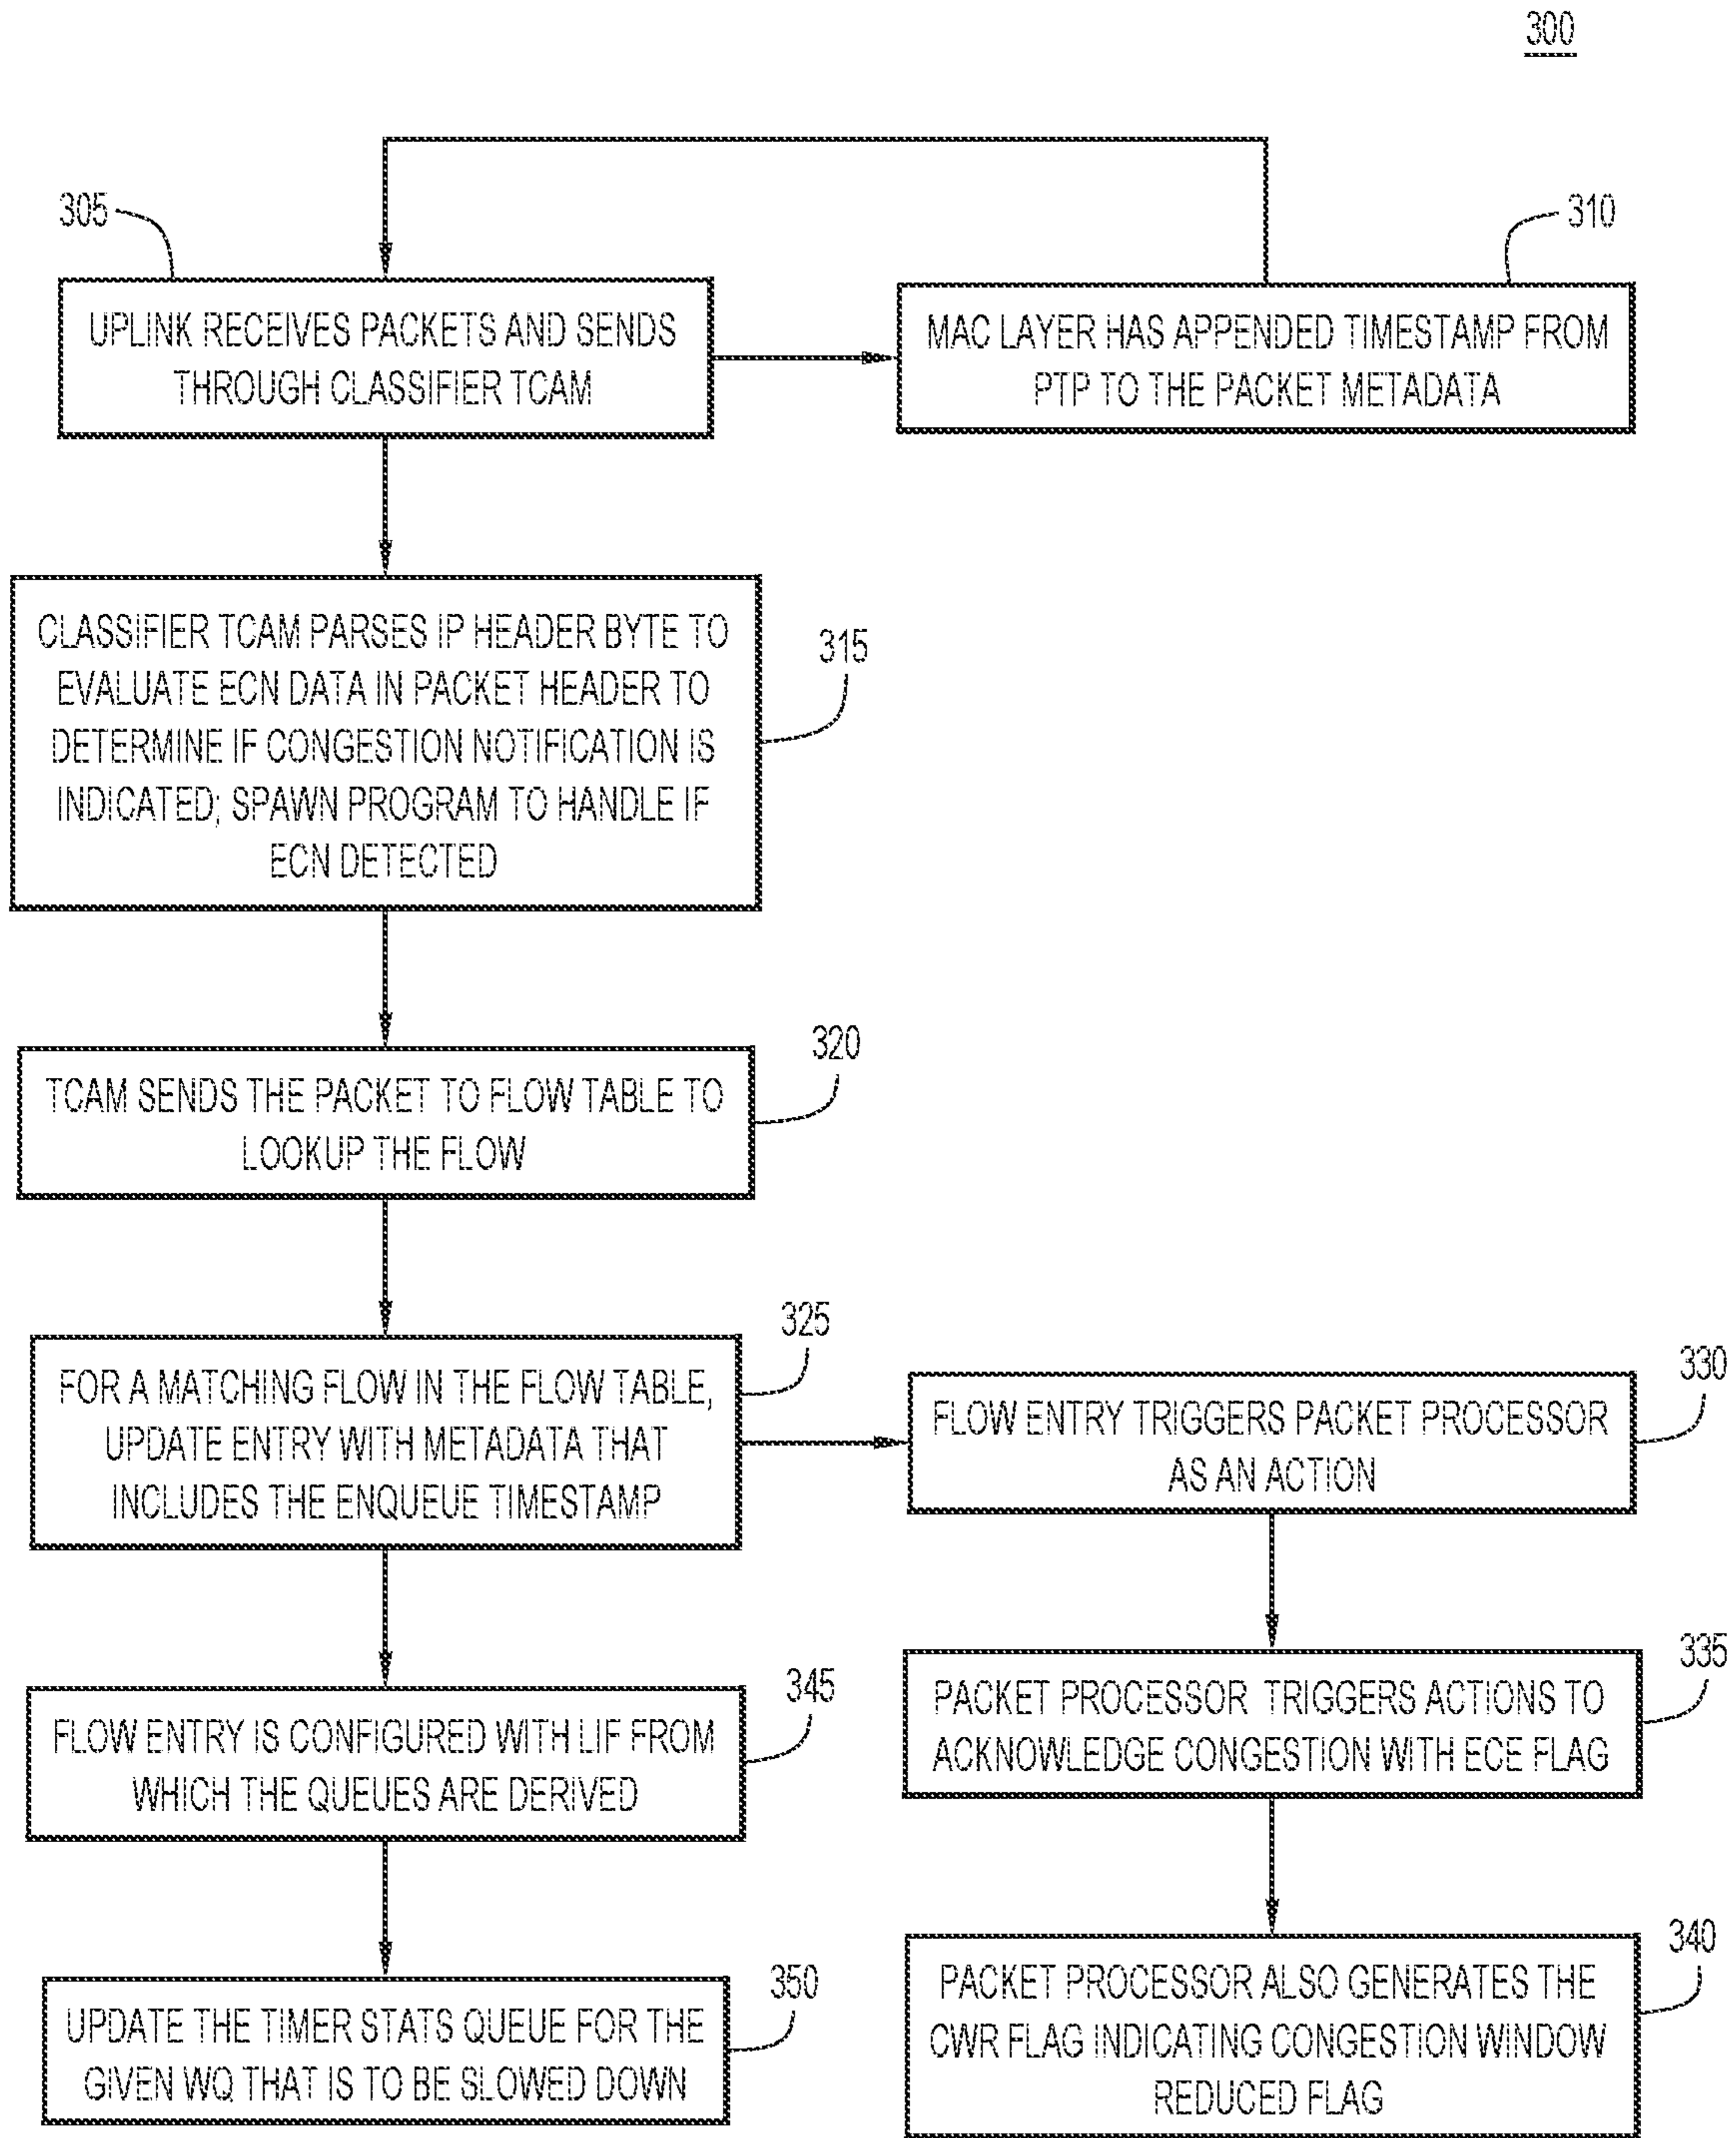 300
305
UPLINK RECEIVES PACKETS AND SENDS
THROUGH CLASSIFIER TCAM
310
MAC LAYER HAS APPENDED TIMESTAMP FROM
PTP TO THE PACKET METADATA
315
CLASSIFIER TCAM PARSES IP HEADER BYTE TO
EVALUATE ECN DATA IN PACKET HEADER TO
DETERMINE IF CONGESTION NOTIFICATION IS
INDICATED; SPAWN PROGRAM TO HANDLE IF
ECN DETECTED
320
TCAM SENDS THE PACKET TO FLOW TABLE TO
LOOKUP THE FLOW
325
FOR A MATCHING FLOW IN THE FLOW TABLE,
UPDATE ENTRY WITH METADATA THAT
INCLUDES THE ENQUEUE TIMESTAMP
330
FLOW ENTRY TRIGGERS PACKET PROCESSOR
AS AN ACTION
335
PACKET PROCESSOR TRIGGERS ACTIONS TO
ACKNOWLEDGE CONGESTION WITH ECE FLAG
340
PACKET PROCESSOR ALSO GENERATES THE
CWR FLAG INDICATING CONGESTION WINDOW
REDUCED FLAG
345
FLOW ENTRY IS CONFIGURED WITH LIF FROM
WHICH THE QUEUES ARE DERIVED
350
UPDATE THE TIMER STATS QUEUE FOR THE
GIVEN WQ THAT IS TO BE SLOWED DOWN